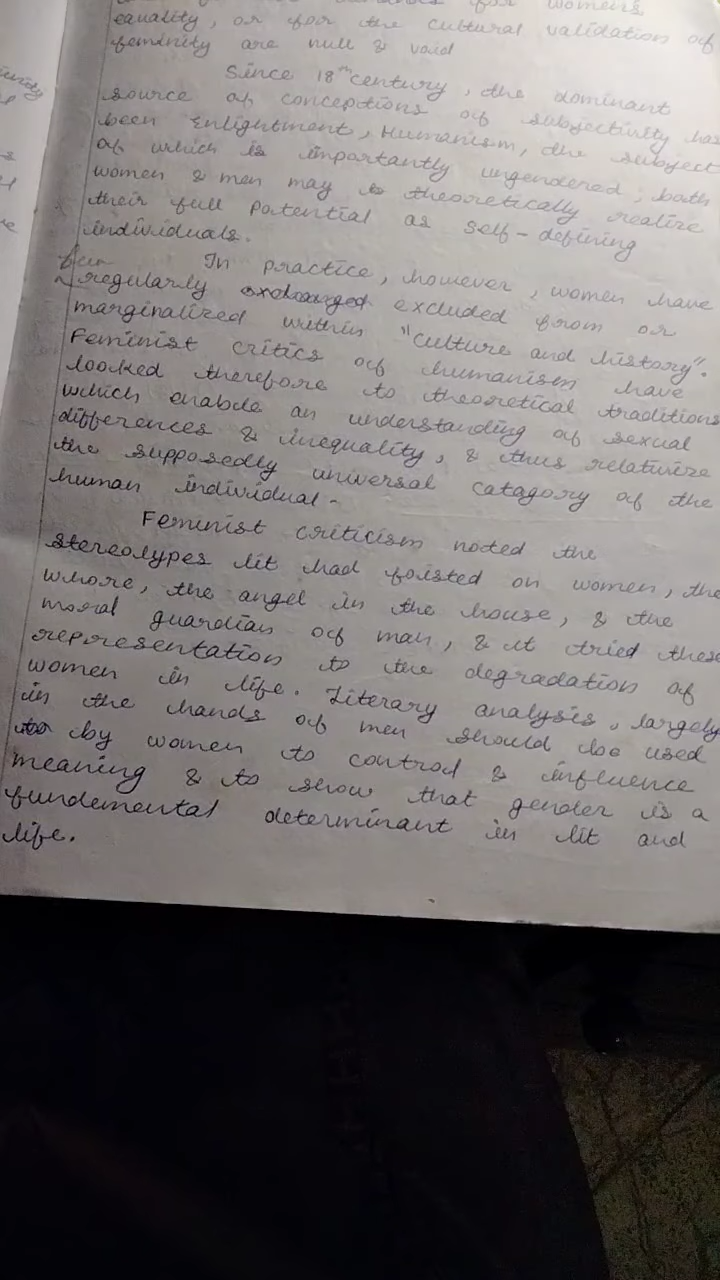 for womens
equality, or for the cultural validation of
feminity are null & void
Since 18th century, the dominant
source of conceptions of subjectivity has
been Enlightment, Humanism, the subject
of which is importantly ungendered; both
women & men may theoretically realize
their full potential as self-defining
individuals.
In practice, however, women have
been regularly excluded from or
marginalized within "culture and history".
Feminist critics of humanism have
looked therefore to theoretical traditions
which enable an understanding of sexual
differences & inequality, & thus relativize
the supposedly universal catagory of the
human individual.
Feminist criticism noted the
stereotypes lit had foisted on women, the
whore, the angel in the house, & the
moral guardian of man, & it tried these
representation to the degradation of
women in life. Literary analysis, largely
in the hands of men should be used
by women to control & influence
meaning & to show that gender is a
fundemental determinant in lit and
life.